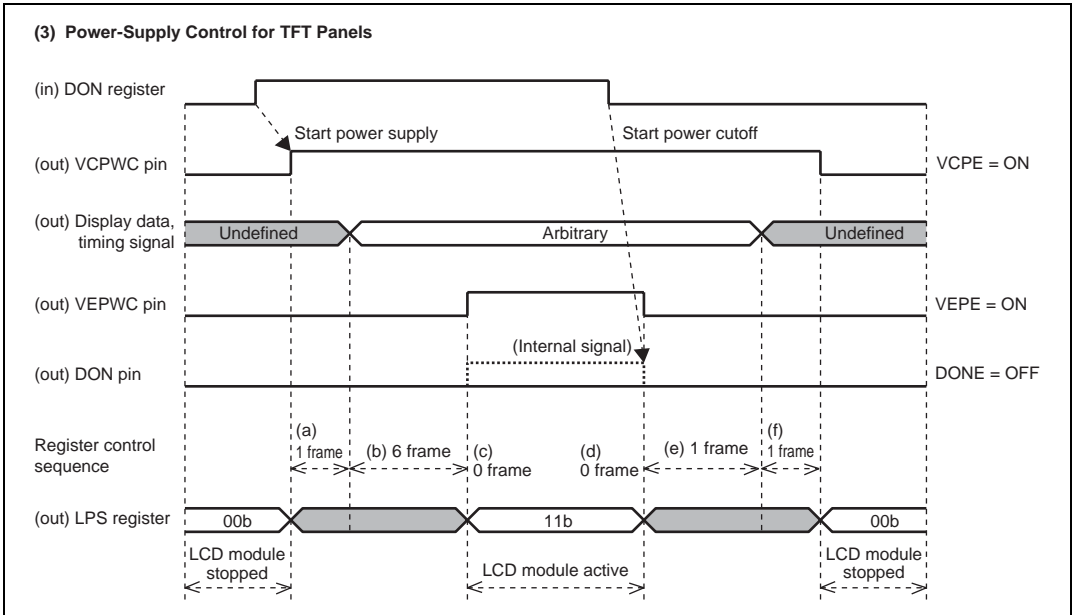 (3) Power-Supply Control for TFT Panels
(in) DON register
Start power supply
Start power cutoff
(out) VCPWC pin
VCPE = ON
(out) Display data,
timing signal
Undefined
Arbitrary
Undefined
(out) VEPWC pin
VEPE = ON
(Internal signal)
(out) DON pin
DONE = OFF
Register control
sequence
(a)
1 frame
(b) 6 frame
(c)
0 frame
(d)
0 frame
(e) 1 frame
(f)
1 frame
(out) LPS register
00b
11b
00b
LCD module
stopped
LCD module active
LCD module
stopped